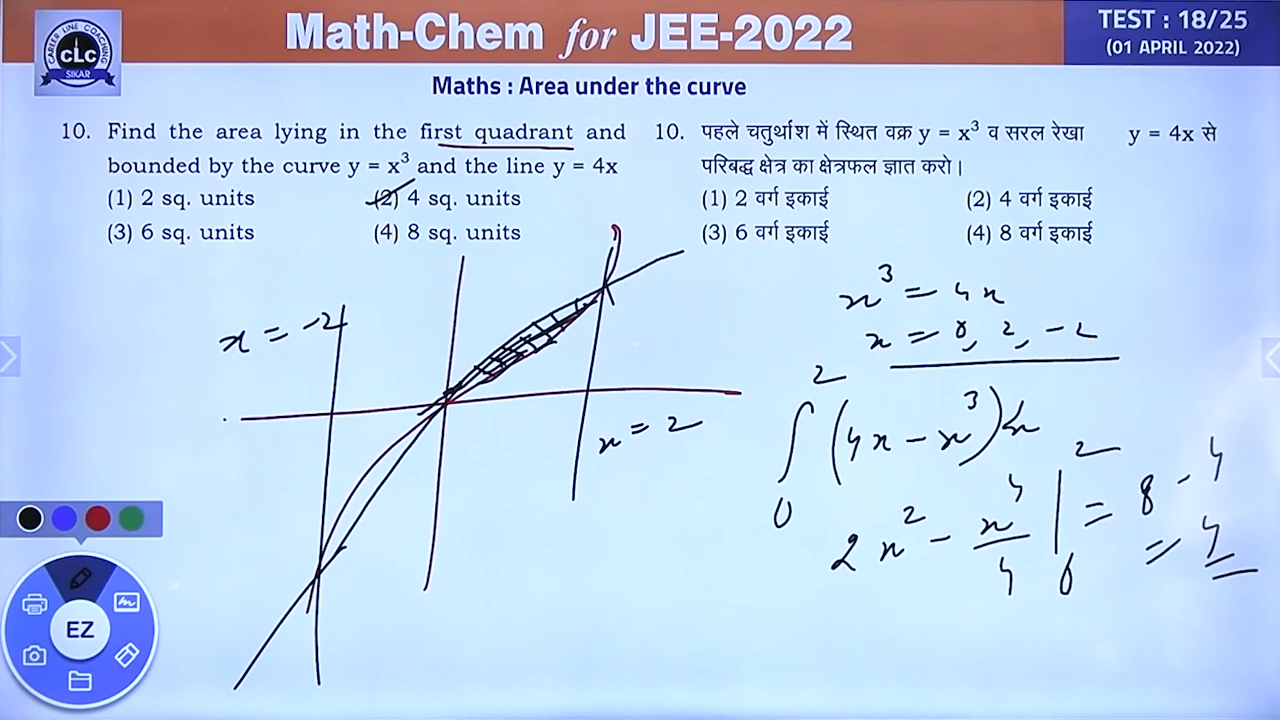 CAREER LINE COACHING
CLC
SIKAR
Math-Chem for JEE-2022
TEST : 18/25
(01 APRIL 2022)
Maths : Area under the curve
10. Find the area lying in the first quadrant and
bounded by the curve y = x³ and the line y = 4x
(1) 2 sq. units (2) 4 sq. units
(3) 6 sq. units (4) 8 sq. units
10. पहले चतुर्थाश में स्थित वक्र y = x³ व सरल रेखा y = 4x से
परिबद्ध क्षेत्र का क्षेत्रफल ज्ञात करो।
(1) 2 वर्ग इकाई (2) 4 वर्ग इकाई
(3) 6 वर्ग इकाई (4) 8 वर्ग इकाई
x = -2
x = 2
x³ = 4x
x = 0, 2, -2
∫₀² (4x - x³) dx
2x² - x⁴/4 |₀² = 8 - 4
= 4
EZ